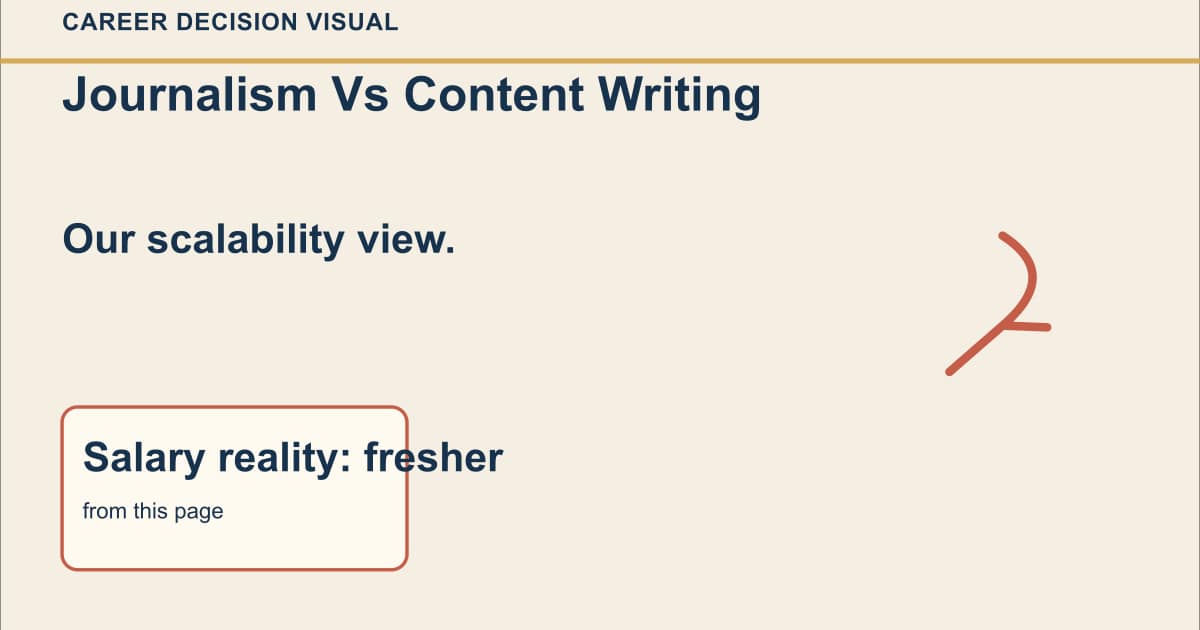 CAREER DECISION VISUAL
Journalism Vs Content Writing
Our scalability view.
Salary reality: fresher
from this page